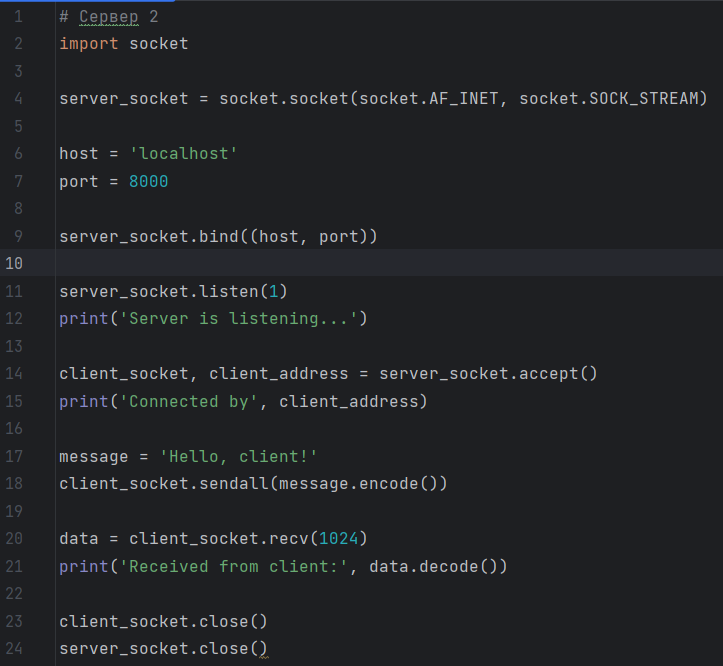 1 # Сервер 2
2 import socket
3
4 server_socket = socket.socket(socket.AF_INET, socket.SOCK_STREAM)
5
6 host = 'localhost'
7 port = 8000
8
9 server_socket.bind((host, port))
10
11 server_socket.listen(1)
12 print('Server is listening...')
13
14 client_socket, client_address = server_socket.accept()
15 print('Connected by', client_address)
16
17 message = 'Hello, client!'
18 client_socket.sendall(message.encode())
19
20 data = client_socket.recv(1024)
21 print('Received from client:', data.decode())
22
23 client_socket.close()
24 server_socket.close()